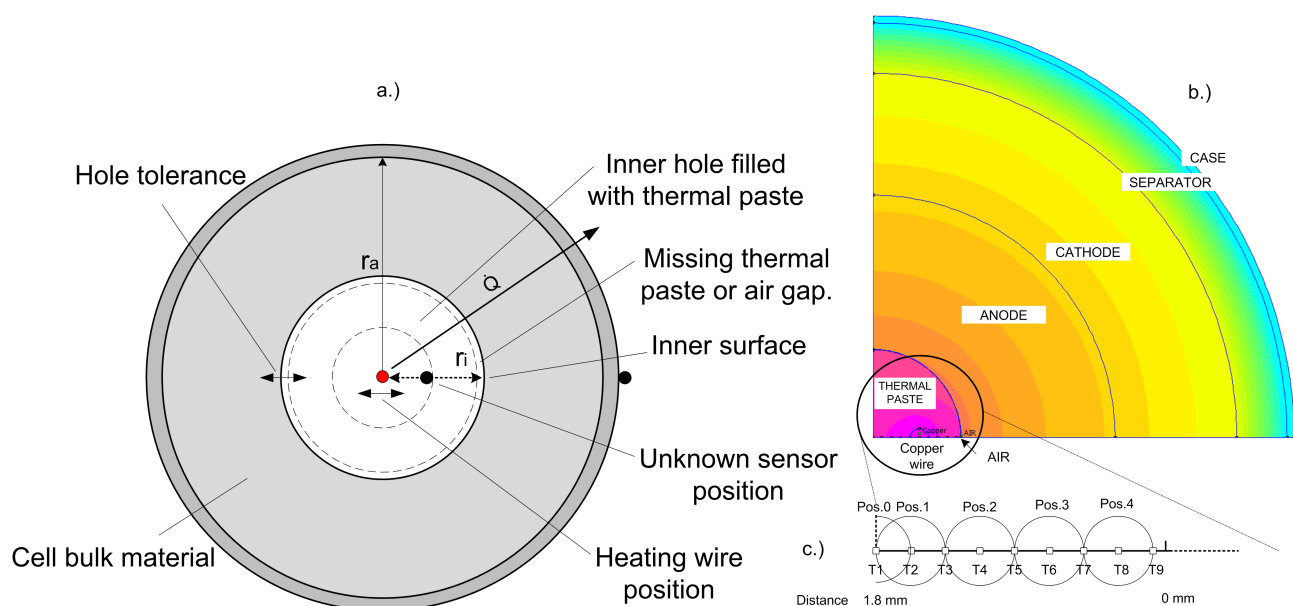 a.)
Hole tolerance
Inner hole filled
with thermal paste
ra
Q̇
Missing thermal
paste or air gap.
Inner surface
ri
Unknown sensor
position
Cell bulk material
Heating wire
position
b.)
CASE
SEPARATOR
CATHODE
ANODE
THERMAL
PASTE
Copper
AIR
Copper
wire
AIR
c.)
Pos.0 Pos.1 Pos.2 Pos.3 Pos.4
T1 T2 T3 T4 T5 T6 T7 T8 T9
Distance 1.8 mm 0 mm